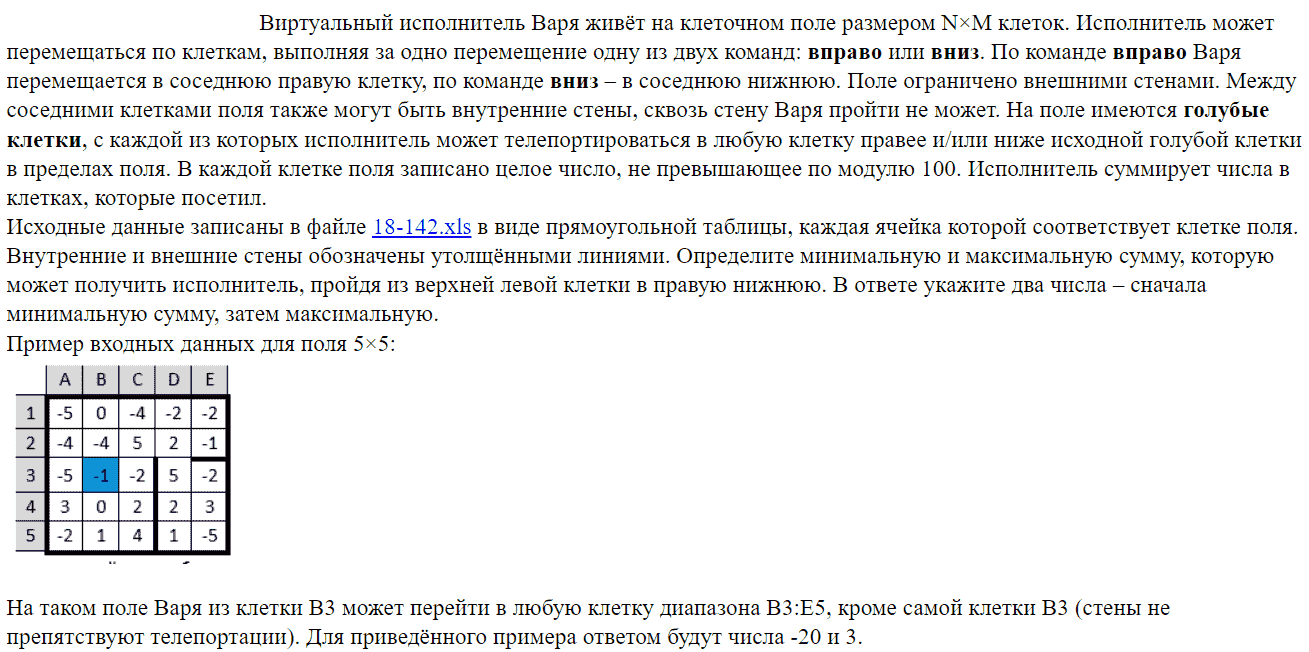 Виртуальный исполнитель Варя живёт на клеточном поле размером N×M клеток. Исполнитель может
перемещаться по клеткам, выполняя за одно перемещение одну из двух команд: вправо или вниз. По команде вправо Варя
перемещается в соседнюю правую клетку, по команде вниз – в соседнюю нижнюю. Поле ограничено внешними стенами. Между
соседними клетками поля также могут быть внутренние стены, сквозь стену Варя пройти не может. На поле имеются голубые
клетки, с каждой из которых исполнитель может телепортироваться в любую клетку правее и/или ниже исходной голубой клетки
в пределах поля. В каждой клетке поля записано целое число, не превышающее по модулю 100. Исполнитель суммирует числа в
клетках, которые посетил.
Исходные данные записаны в файле 18-142.xls в виде прямоугольной таблицы, каждая ячейка которой соответствует клетке поля.
Внутренние и внешние стены обозначены утолщёнными линиями. Определите минимальную и максимальную сумму, которую
может получить исполнитель, пройдя из верхней левой клетки в правую нижнюю. В ответе укажите два числа – сначала
минимальную сумму, затем максимальную.
Пример входных данных для поля 5×5:
A B C D E
1 -5 0 -4 -2 -2
2 -4 -4 5 2 -1
3 -5 -1 -2 5 -2
4 3 0 2 2 3
5 -2 1 4 1 -5
На таком поле Варя из клетки B3 может перейти в любую клетку диапазона B3:E5, кроме самой клетки B3 (стены не
препятствуют телепортации). Для приведённого примера ответом будут числа -20 и 3.